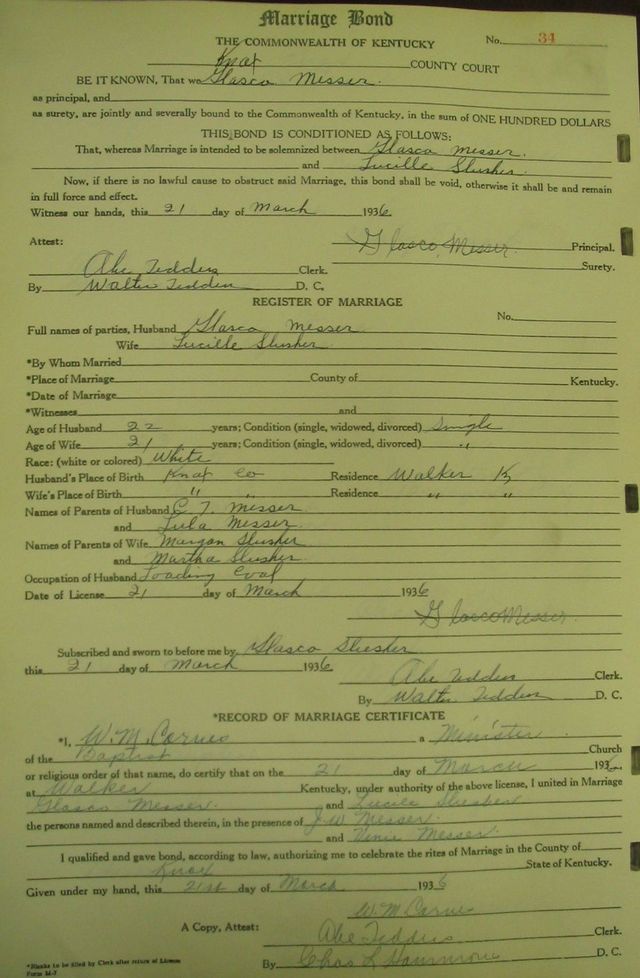 Marriage Bond
THE COMMONWEALTH OF KENTUCKY No. 34
Knox COUNTY COURT
BE IT KNOWN, That we Glasco Messer.
as principal, and
as surety, are jointly and severally bound to the Commonwealth of Kentucky, in the sum of ONE HUNDRED DOLLARS
THIS BOND IS CONDITIONED AS FOLLOWS:
That, whereas Marriage is intended to be solemnized between Glasco Messer.
and Lucille Slusher.
Now, if there is no lawful cause to obstruct said Marriage, this bond shall be void, otherwise it shall be and remain
in full force and effect.
Witness our hands, this 21 day of March 1936
Attest: Glasco Messer. Principal.
Surety.
Abe Tedders Clerk.
By Walter Tedders D. C.
REGISTER OF MARRIAGE
No.
Full names of parties, Husband Glasco Messer
Wife Lucille Slusher
*By Whom Married
*Place of Marriage County of Kentucky.
*Date of Marriage
*Witnesses and
Age of Husband 22 years; Condition (single, widowed, divorced) Single
Age of Wife 21 years; Condition (single, widowed, divorced) "
Race: (white or colored) White
Husband's Place of Birth Knox Co Residence Walker Ky
Wife's Place of Birth " " Residence " "
Names of Parents of Husband C. T. Messer
and Lula Messer
Names of Parents of Wife Morgan Slusher
and Martha Slusher
Occupation of Husband Loading Coal
Date of License 21 day of March 1936
Glasco Messer.
Subscribed and sworn to before me by Glasco Slusher
this 21 day of March 1936
Abe Tedders Clerk.
By Walter Tedders D. C.
*RECORD OF MARRIAGE CERTIFICATE
*I, W. M. Cornes a Minister
of the Baptist Church
or religious order of that name, do certify that on the 21 day of March 193
at Walker Kentucky, under authority of the above license, I united in Marriage
Glasco Messer. and Lucile Slusher
the persons named and described therein, in the presence of J. W. Messer.
and Messer.
I qualified and gave bond, according to law, authorizing me to celebrate the rites of Marriage in the County of
Knox State of Kentucky.
Given under my hand, this 21st day of March 1936
W. M. Cornes
A Copy, Attest: Abe Tedders Clerk.
By Chas L Hammons D. C.
*Blanks to be filled by Clerk after return of License
Form M-7